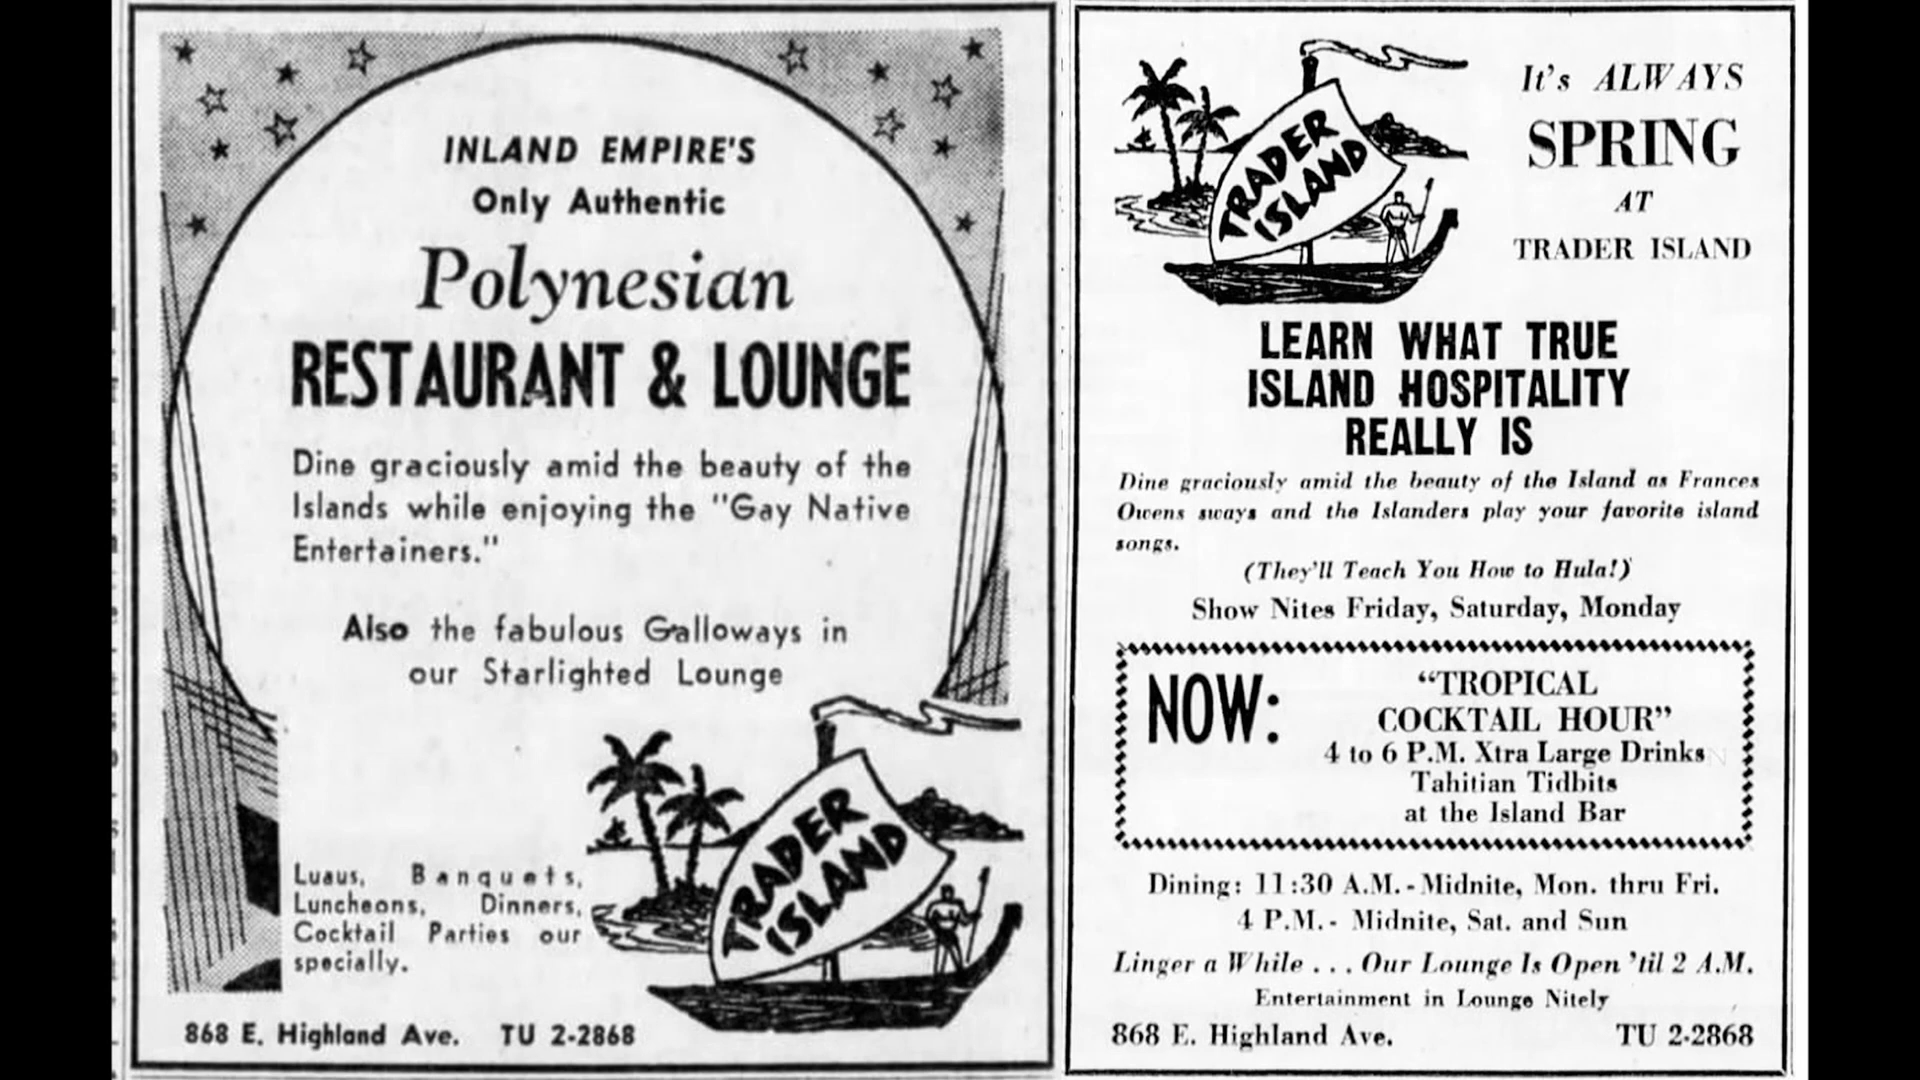 INLAND EMPIRE'S
Only Authentic
Polynesian
RESTAURANT & LOUNGE
Dine graciously amid the beauty of the
Islands while enjoying the "Gay Native
Entertainers."
Also the fabulous Galloways in
our Starlighted Lounge
TRADER
ISLAND
Luaus, Banquets,
Luncheons, Dinners,
Cocktail Parties our
specially.
868 E. Highland Ave. TU 2-2868
TRADER
ISLAND
It's ALWAYS
SPRING
AT
TRADER ISLAND
LEARN WHAT TRUE
ISLAND HOSPITALITY
REALLY IS
Dine graciously amid the beauty of the Island as Frances
Owens sways and the Islanders play your favorite island
songs.
(They'll Teach You How to Hula!)
Show Nites Friday, Saturday, Monday
NOW:
"TROPICAL
COCKTAIL HOUR"
4 to 6 P.M. Xtra Large Drinks
Tahitian Tidbits
at the Island Bar
Dining: 11:30 A.M. - Midnite, Mon. thru Fri.
4 P.M. - Midnite, Sat. and Sun
Linger a While . . . Our Lounge Is Open 'til 2 A.M.
Entertainment in Lounge Nitely
868 E. Highland Ave. TU 2-2868